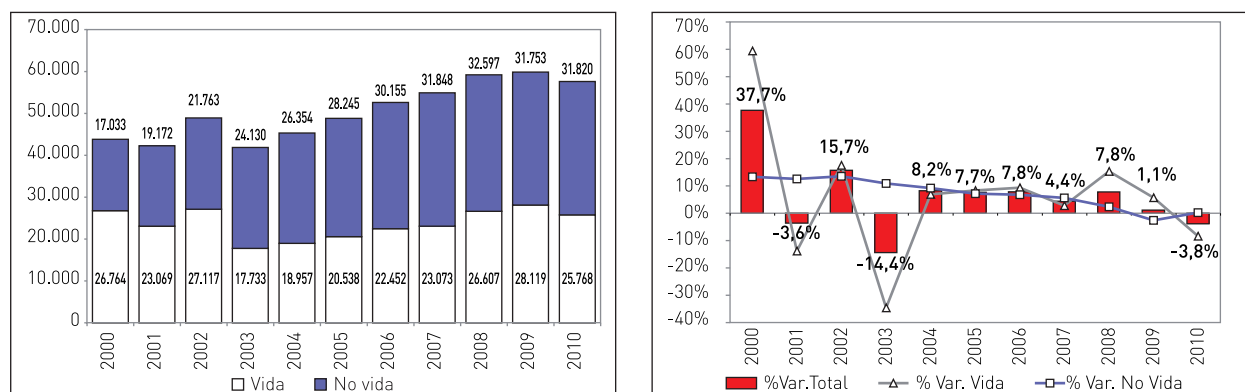 70.000
60.000
50.000
40.000
30.000
20.000
10.000
0
17.033 19.172 21.763 24.130 26.354 28.245 30.155 31.848 32.597 31.753 31.820
26.764 23.069 27.117 17.733 18.957 20.538 22.452 23.073 26.607 28.119 25.768
2000 2001 2002 2003 2004 2005 2006 2007 2008 2009 2010
Vida No vida
70%
60%
50%
40%
30%
20%
10%
0%
-10%
-20%
-30%
-40%
37,7% -3,6% 15,7% -14,4% 8,2% 7,7% 7,8% 4,4% 7,8% 1,1% -3,8%
2000 2001 2002 2003 2004 2005 2006 2007 2008 2009 2010
%Var.Total % Var. Vida % Var. No Vida